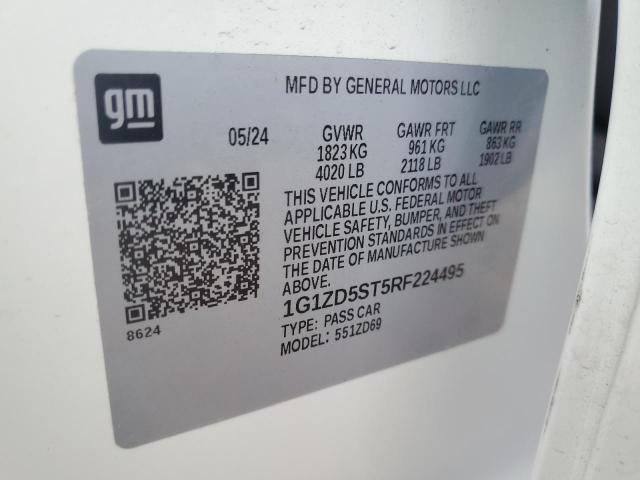 gm
MFD BY GENERAL MOTORS LLC
05/24 GVWR GAWR FRT GAWR RR
1823 KG 961 KG 863 KG
4020 LB 2118 LB 1902 LB
THIS VEHICLE CONFORMS TO ALL
APPLICABLE U.S. FEDERAL MOTOR
VEHICLE SAFETY, BUMPER, AND THEFT
PREVENTION STANDARDS IN EFFECT ON
THE DATE OF MANUFACTURE SHOWN
ABOVE.
1G1ZD5ST5RF224495
TYPE: PASS CAR
MODEL: 551ZD69
8624